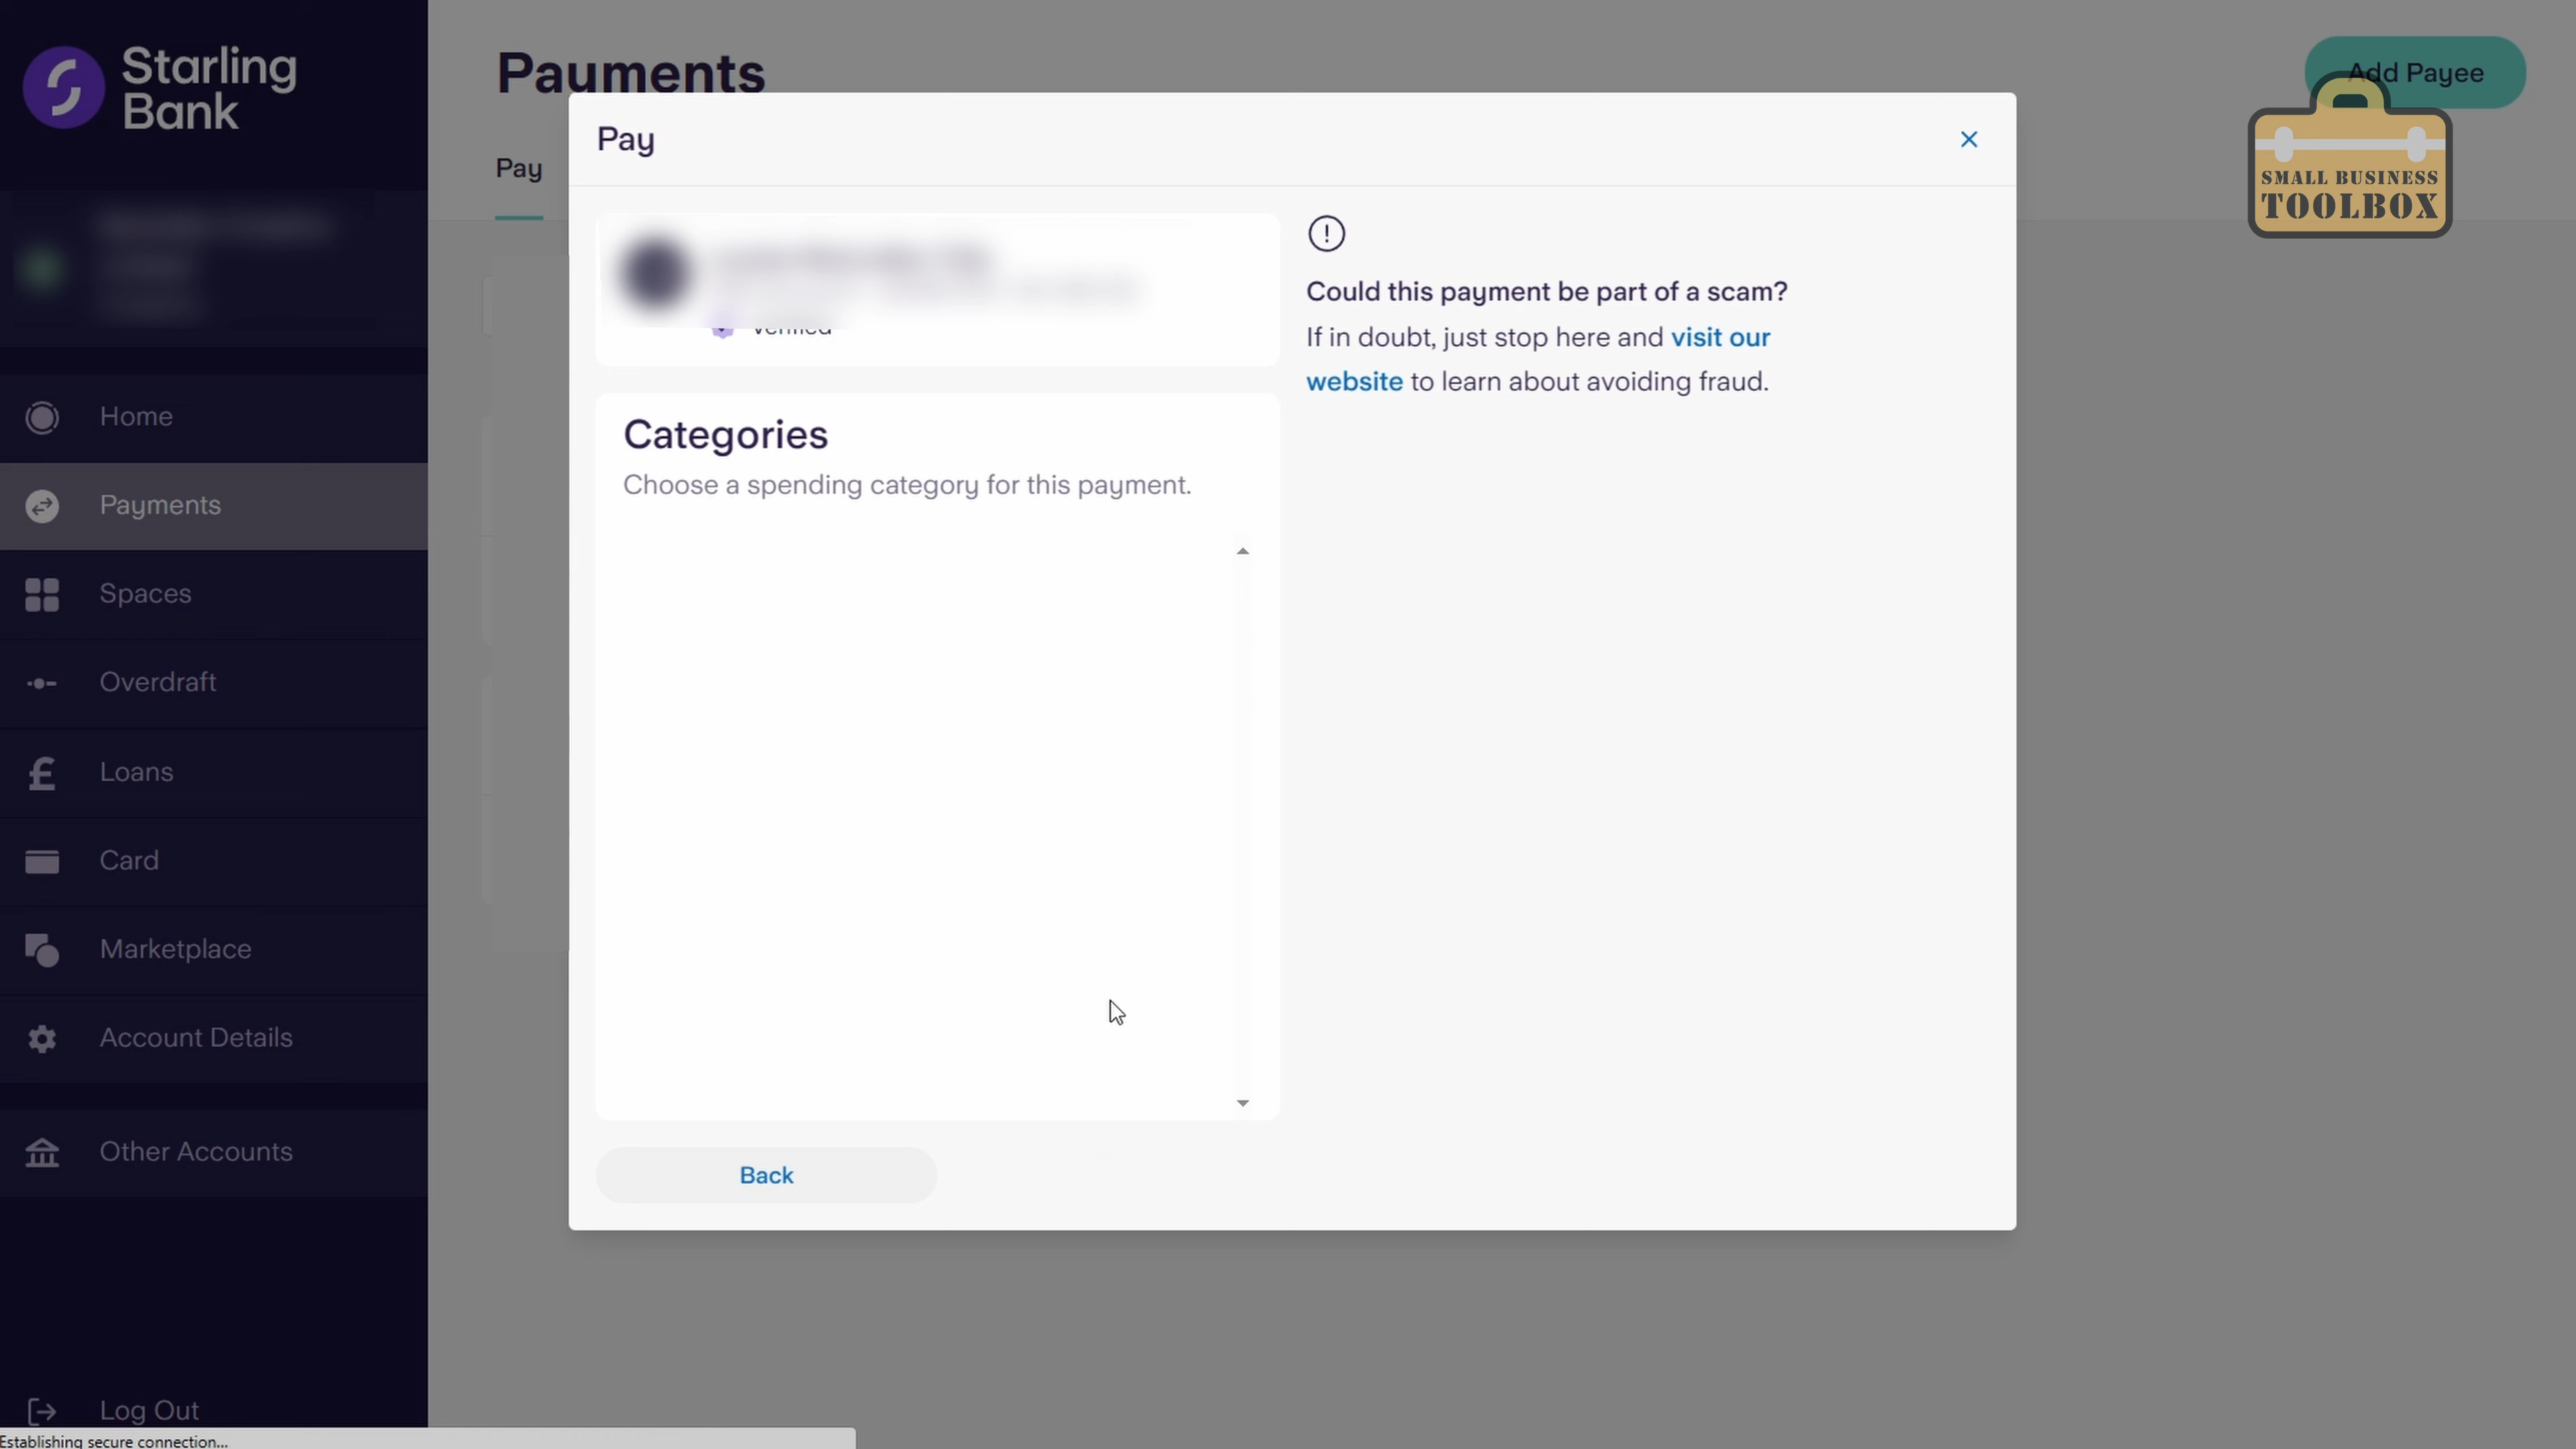 Starling
Bank
Home
Payments
Spaces
Overdraft
Loans
Card
Marketplace
Account Details
Other Accounts
Log Out
Establishing secure connection...
Payments
Add Payee
SMALL BUSINESS
TOOLBOX
Pay
Pay
Verified
Categories
Choose a spending category for this payment.
Back
Could this payment be part of a scam?
If in doubt, just stop here and visit our
website to learn about avoiding fraud.